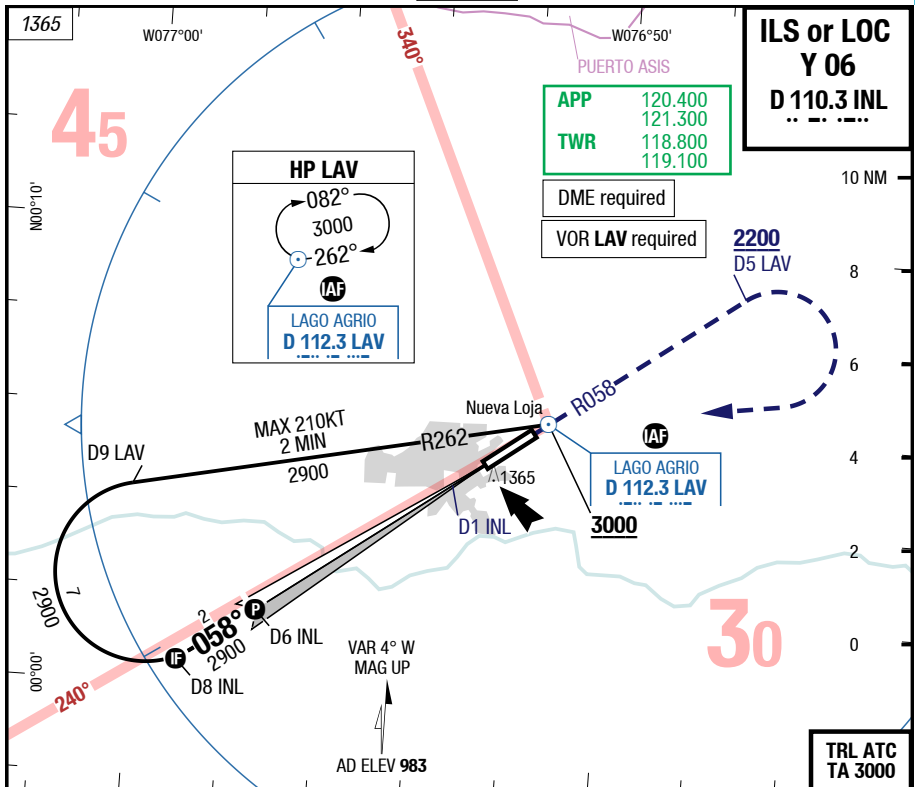 1365
W077°00'
W076°50'
ILS or LOC
Y 06
D 110.3 INL
340°
PUERTO ASIS
45
APP 120.400
121.300
TWR 118.800
119.100
HP LAV
082°
3000
262°
IAF
LAGO AGRIO
D 112.3 LAV
N00°10'
DME required
VOR LAV required
10 NM
2200
D5 LAV
8
6
R058
Nueva Loja
MAX 210KT
2 MIN
R262
2900
D9 LAV
IAF
LAGO AGRIO
D 112.3 LAV
4
1365
D1 INL
3000
2
2900
7
2
P
058°
D6 INL
2900
IF
D8 INL
VAR 4° W
MAG UP
30
0
00°00'
240°
AD ELEV 983
TRL ATC
TA 3000